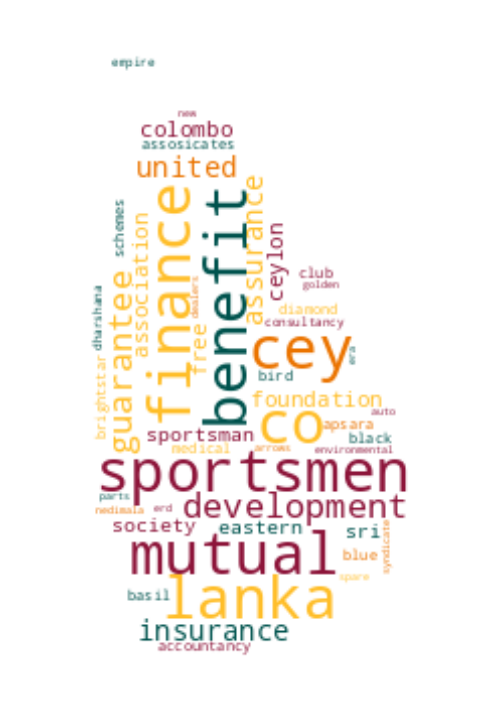 empire
new
colombo
assosicates
united
finance
benefit
assurance
schemes
association
ceylon
club
golden
dharshana
guarantee
dealers
free
diamond
consultancy
cey
era
bird
brightstar
foundation
co
auto
apsara
sportsman
black
medical
arrows
environmental
sportsmen
parts
development
nedimala
erd
society
eastern
sri
mutual
blue
syndicate
lanka
spare
basil
insurance
accountancy